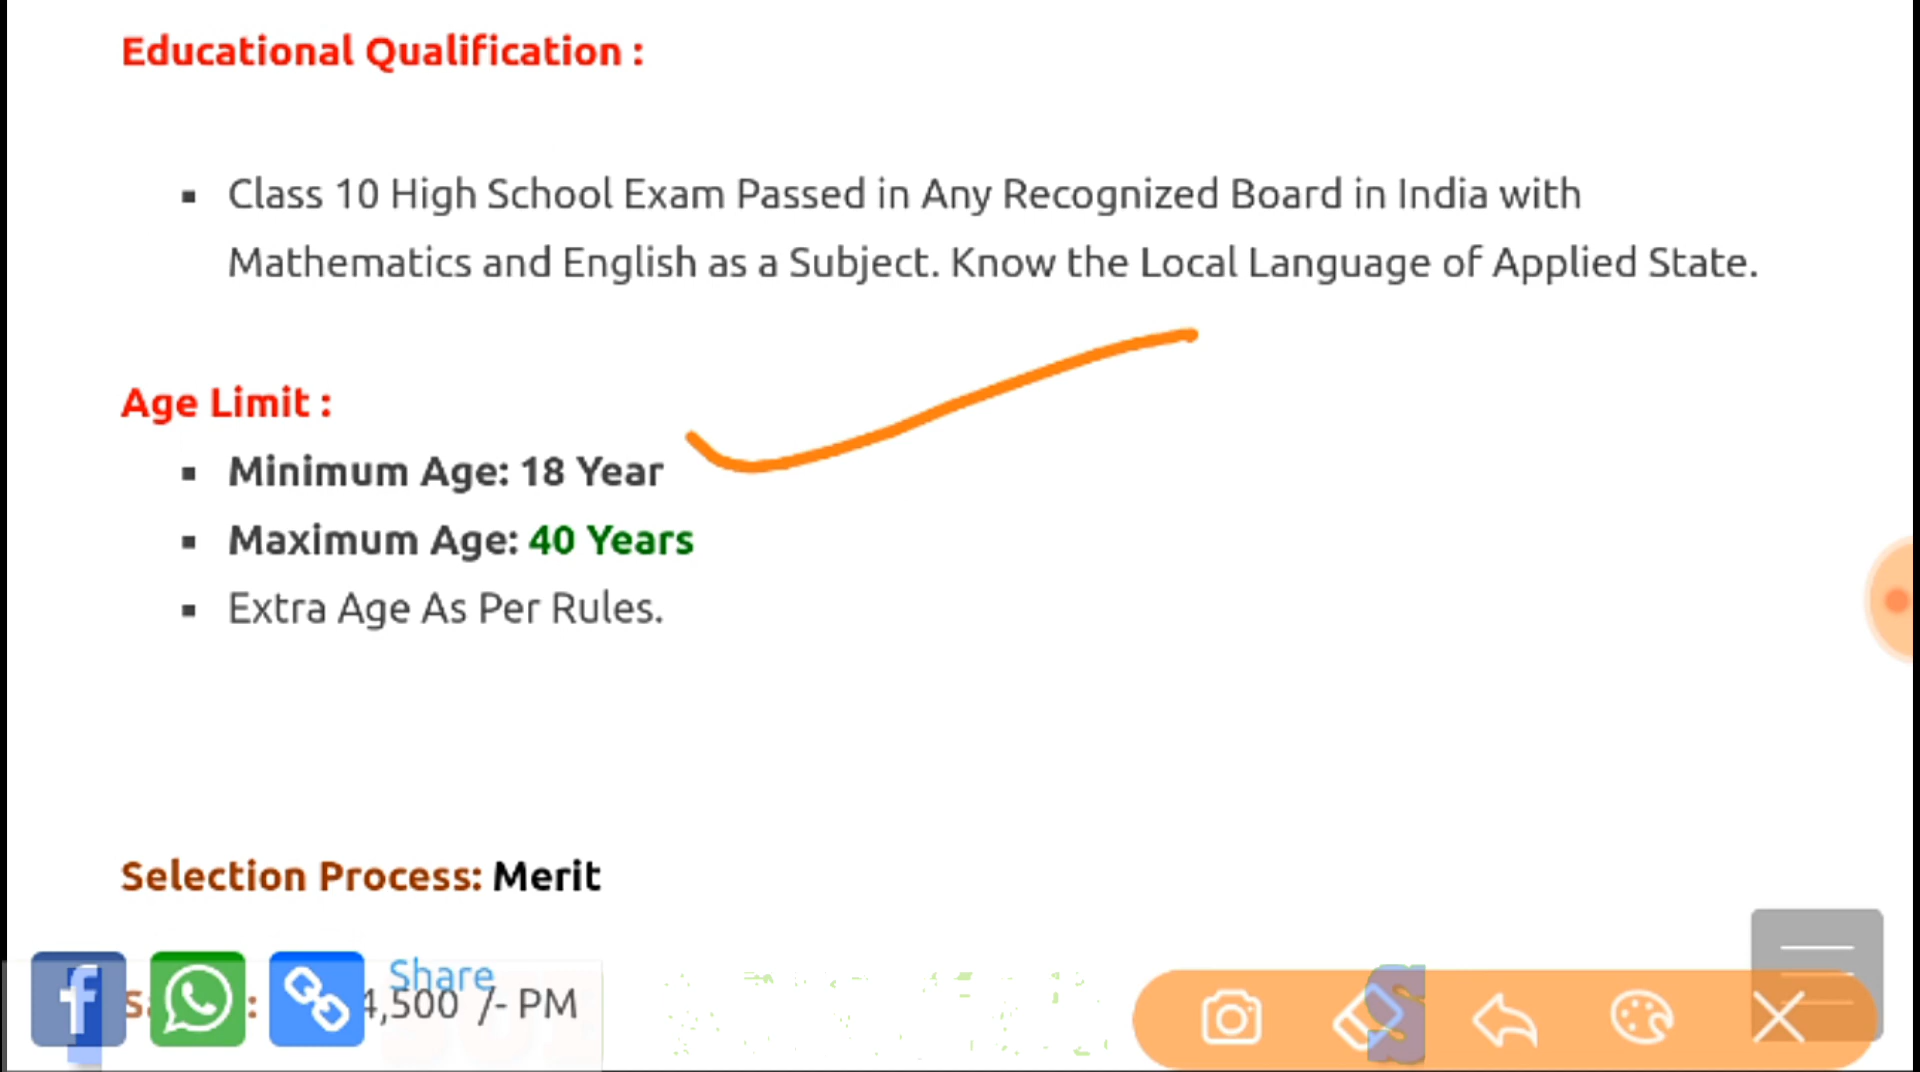 Educational Qualification :
Class 10 High School Exam Passed in Any Recognized Board in India with
Mathematics and English as a Subject. Know the Local Language of Applied State.
Age Limit :
Minimum Age: 18 Year
Maximum Age: 40 Years
Extra Age As Per Rules.
Selection Process: Merit
Share
4,500 /- PM